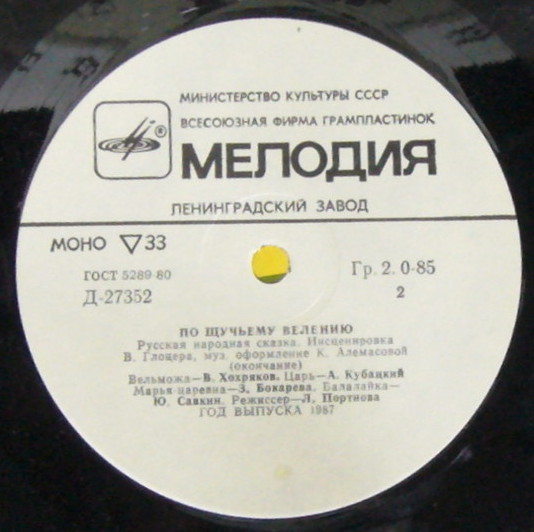 МИНИСТЕРСТВО КУЛЬТУРЫ СССР
ВСЕСОЮЗНАЯ ФИРМА ГРАМПЛАСТИНОК
®
МЕЛОДИЯ
ЛЕНИНГРАДСКИЙ ЗАВОД
МОНО ▽ 33
ГОСТ 5289-80
Гр. 2. 0-85
Д-27352
2
ПО ЩУЧЬЕМУ ВЕЛЕНИЮ
Русская народная сказка. Инсценировка
В. Глоцера, муз. оформление К. Алемасовой
(окончание)
Вельможа—В. Хохряков. Царь—А. Кубацкий
Марья-царевна—З. Бокарева. Балалайка—
Ю. Савкин. Режиссер—Л. Портнова
ГОД ВЫПУСКА 1987